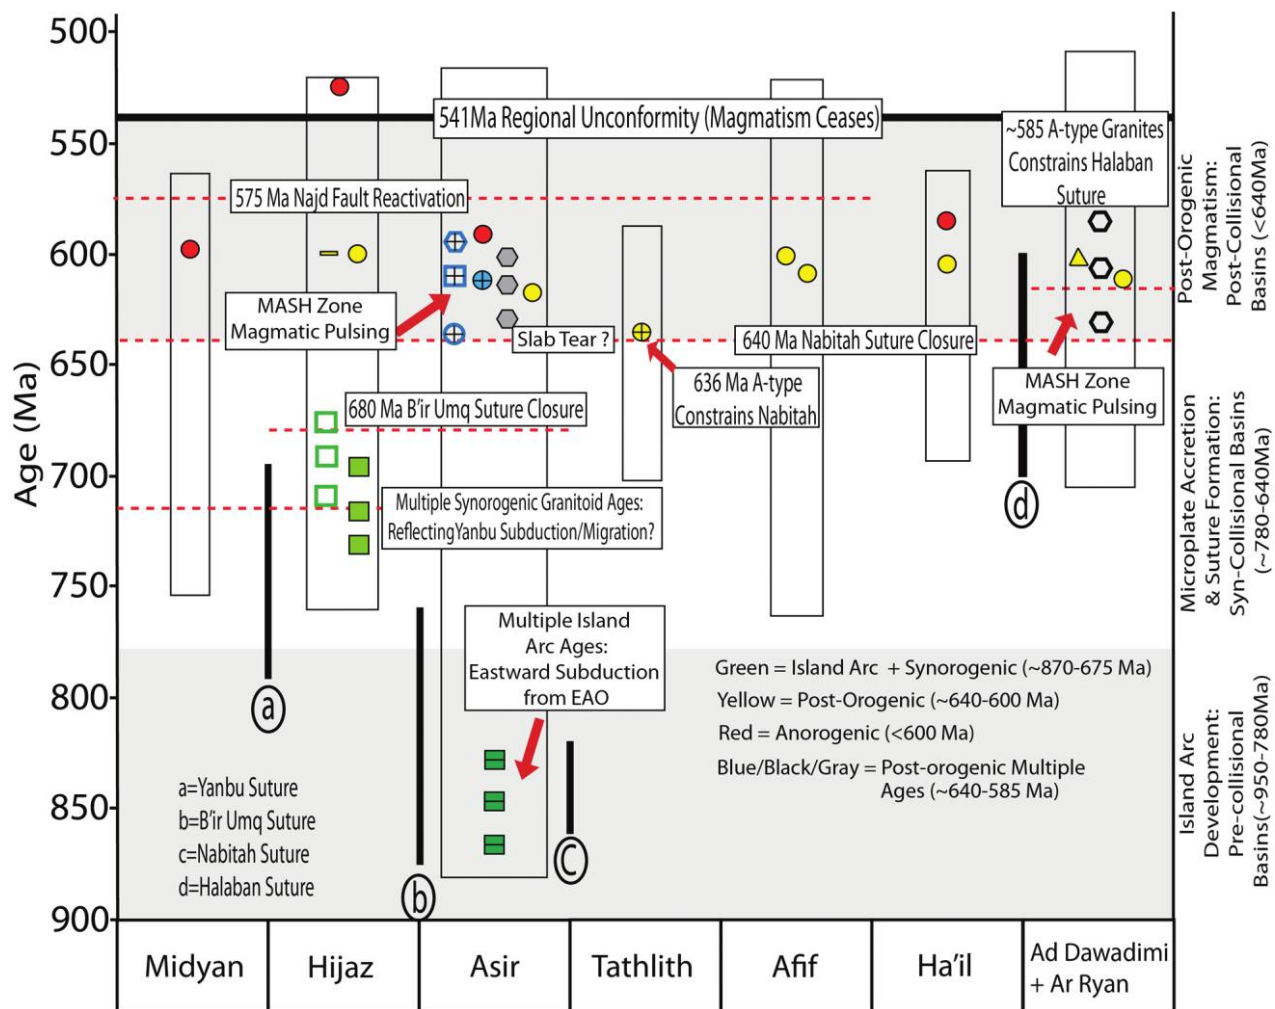 500
550
600
650
700
750
800
850
900
Age (Ma)
541Ma Regional Unconformity (Magmatism Ceases)
~585 A-type Granites
Constrains Halaban
Suture
575 Ma Najd Fault Reactivation
MASH Zone
Magmatic Pulsing
Slab Tear ?
640 Ma Nabitah Suture Closure
636 Ma A-type
Constrains Nabitah
MASH Zone
Magmatic Pulsing
680 Ma B'ir Umq Suture Closure
Multiple Synorogenic Granitoid Ages:
ReflectingYanbu Subduction/Migration?
Multiple Island
Arc Ages:
Eastward Subduction
from EAO
a
b
C
d
Green = Island Arc + Synorogenic (~870-675 Ma)
Yellow = Post-Orogenic (~640-600 Ma)
Red = Anorogenic (<600 Ma)
Blue/Black/Gray = Post-orogenic Multiple
Ages (~640-585 Ma)
a=Yanbu Suture
b=B'ir Umq Suture
c=Nabitah Suture
d=Halaban Suture
Midyan
Hijaz
Asir
Tathlith
Afif
Ha'il
Ad Dawadimi
+ Ar Ryan
Post-Orogenic
Magmatism:
Post-Collisional
Basins (<640Ma)
Microplate Accretion
& Suture Formation:
Syn-Collisional Basins
(~780-640Ma)
Island Arc
Development:
Pre-collisional
Basins(~950-780Ma)